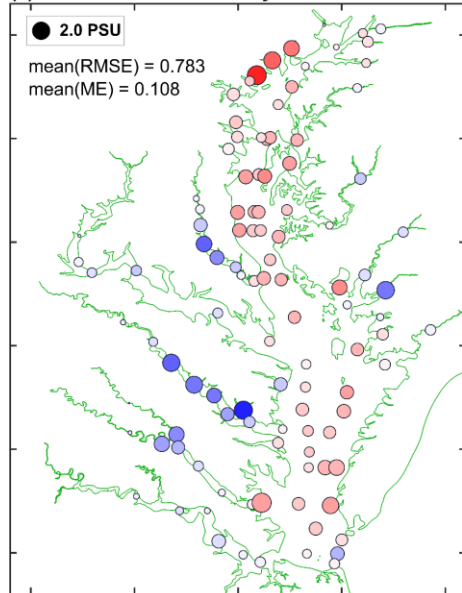 2.0 PSU
mean(RMSE) = 0.783
mean(ME) = 0.108